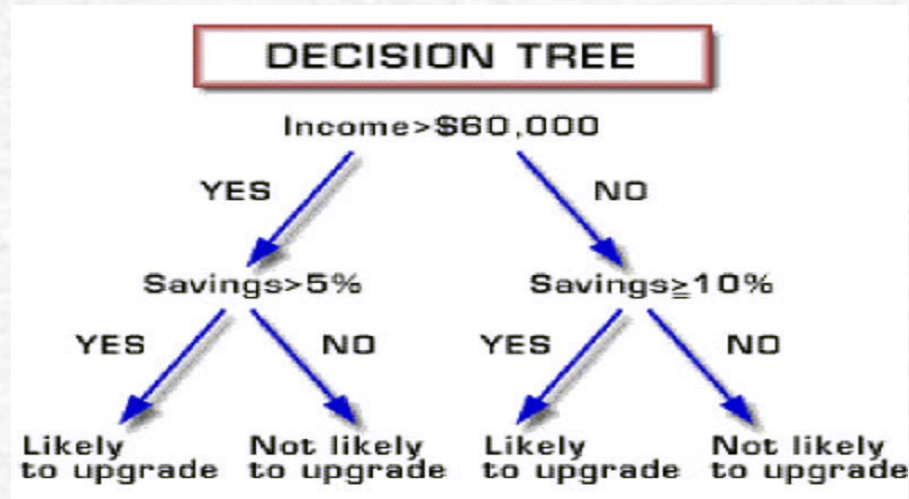 DECISION TREE
Income>$60,000
YES
NO
Savings>5%
Savings≧10%
YES
NO
YES
NO
Likely
to upgrade
Not likely
to upgrade
Likely
to upgrade
Not likely
to upgrade